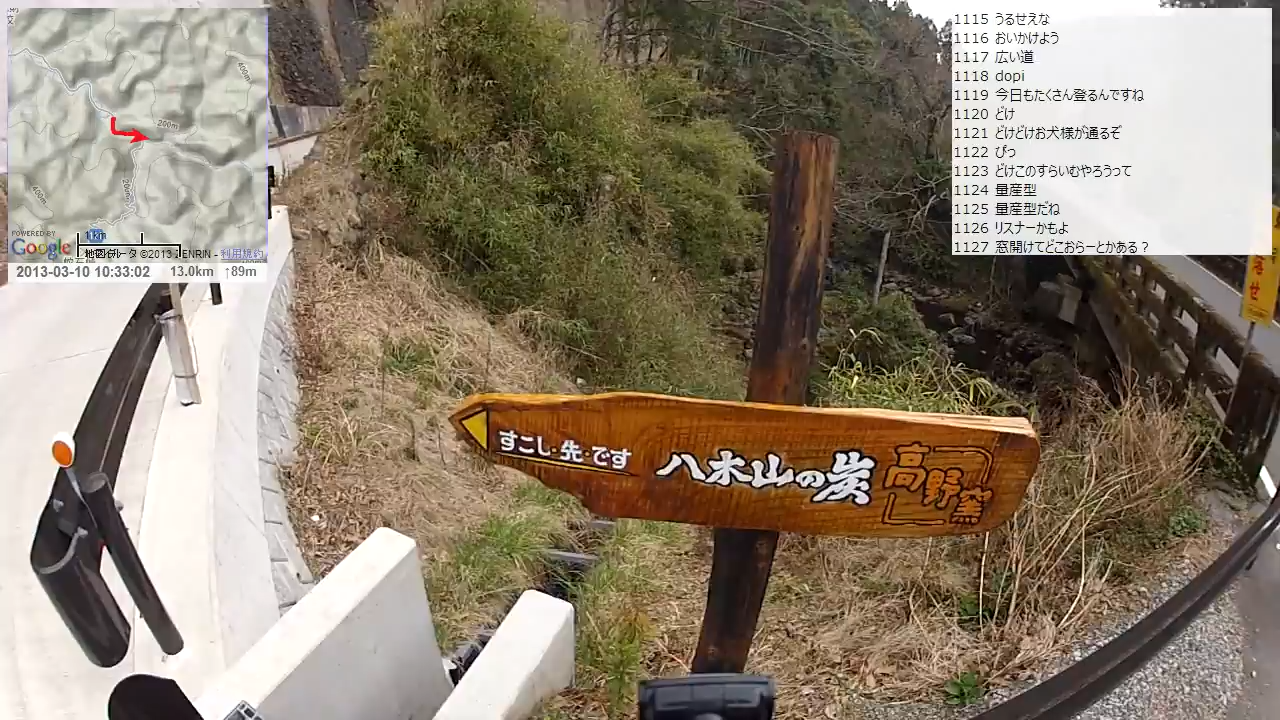 400m
200m
400m
200m
POWERED BY
Google
1km
地図データ ©2013 ZENRIN - 利用規約
2013-03-10 10:33:02 13.0km ↑89m
1115 うるせえな
1116 おいかけよう
1117 広い道
1118 dopi
1119 今日もたくさん登るんですね
1120 どけ
1121 どけどけお犬様が通るぞ
1122 ぴっ
1123 どけこのすらいむやろうって
1124 量産型
1125 量産型だね
1126 リスナーかもよ
1127 窓開けてどこおらーとかある？
すこし先です
八木山の炭
高野窯
せ